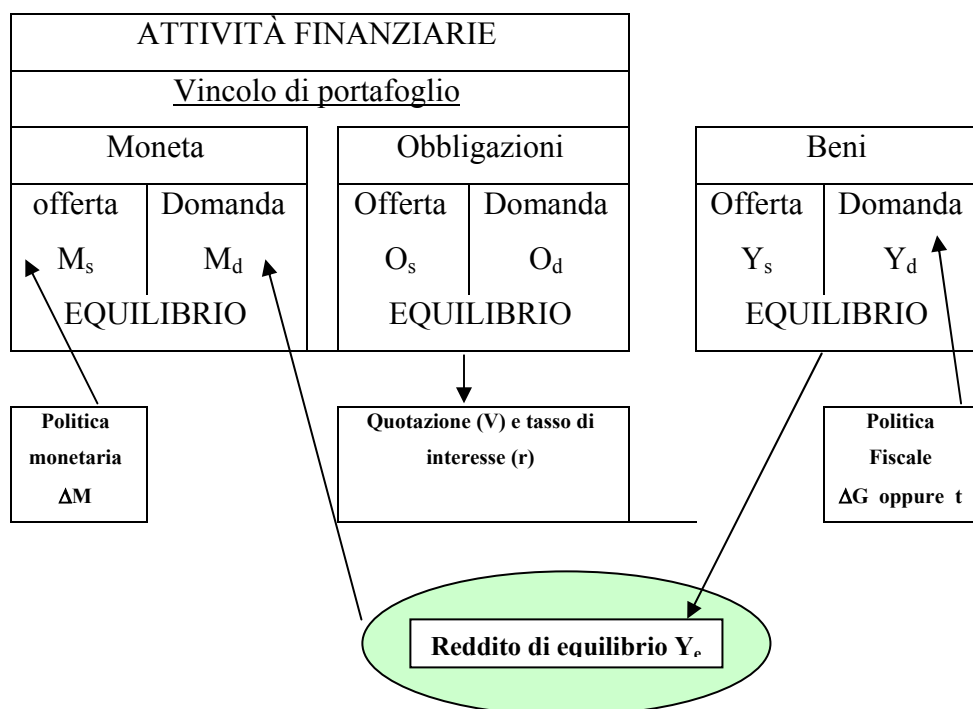 ATTIVITÀ FINANZIARIE
Vincolo di portafoglio
Moneta
Obbligazioni
Beni
offerta
Domanda
Offerta
Domanda
Offerta
Domanda
Ms
Md
Os
Od
Ys
Yd
EQUILIBRIO
EQUILIBRIO
EQUILIBRIO
Politica
monetaria
ΔM
Quotazione (V) e tasso di
interesse (r)
Politica
Fiscale
ΔG oppure t
Reddito di equilibrio Ye